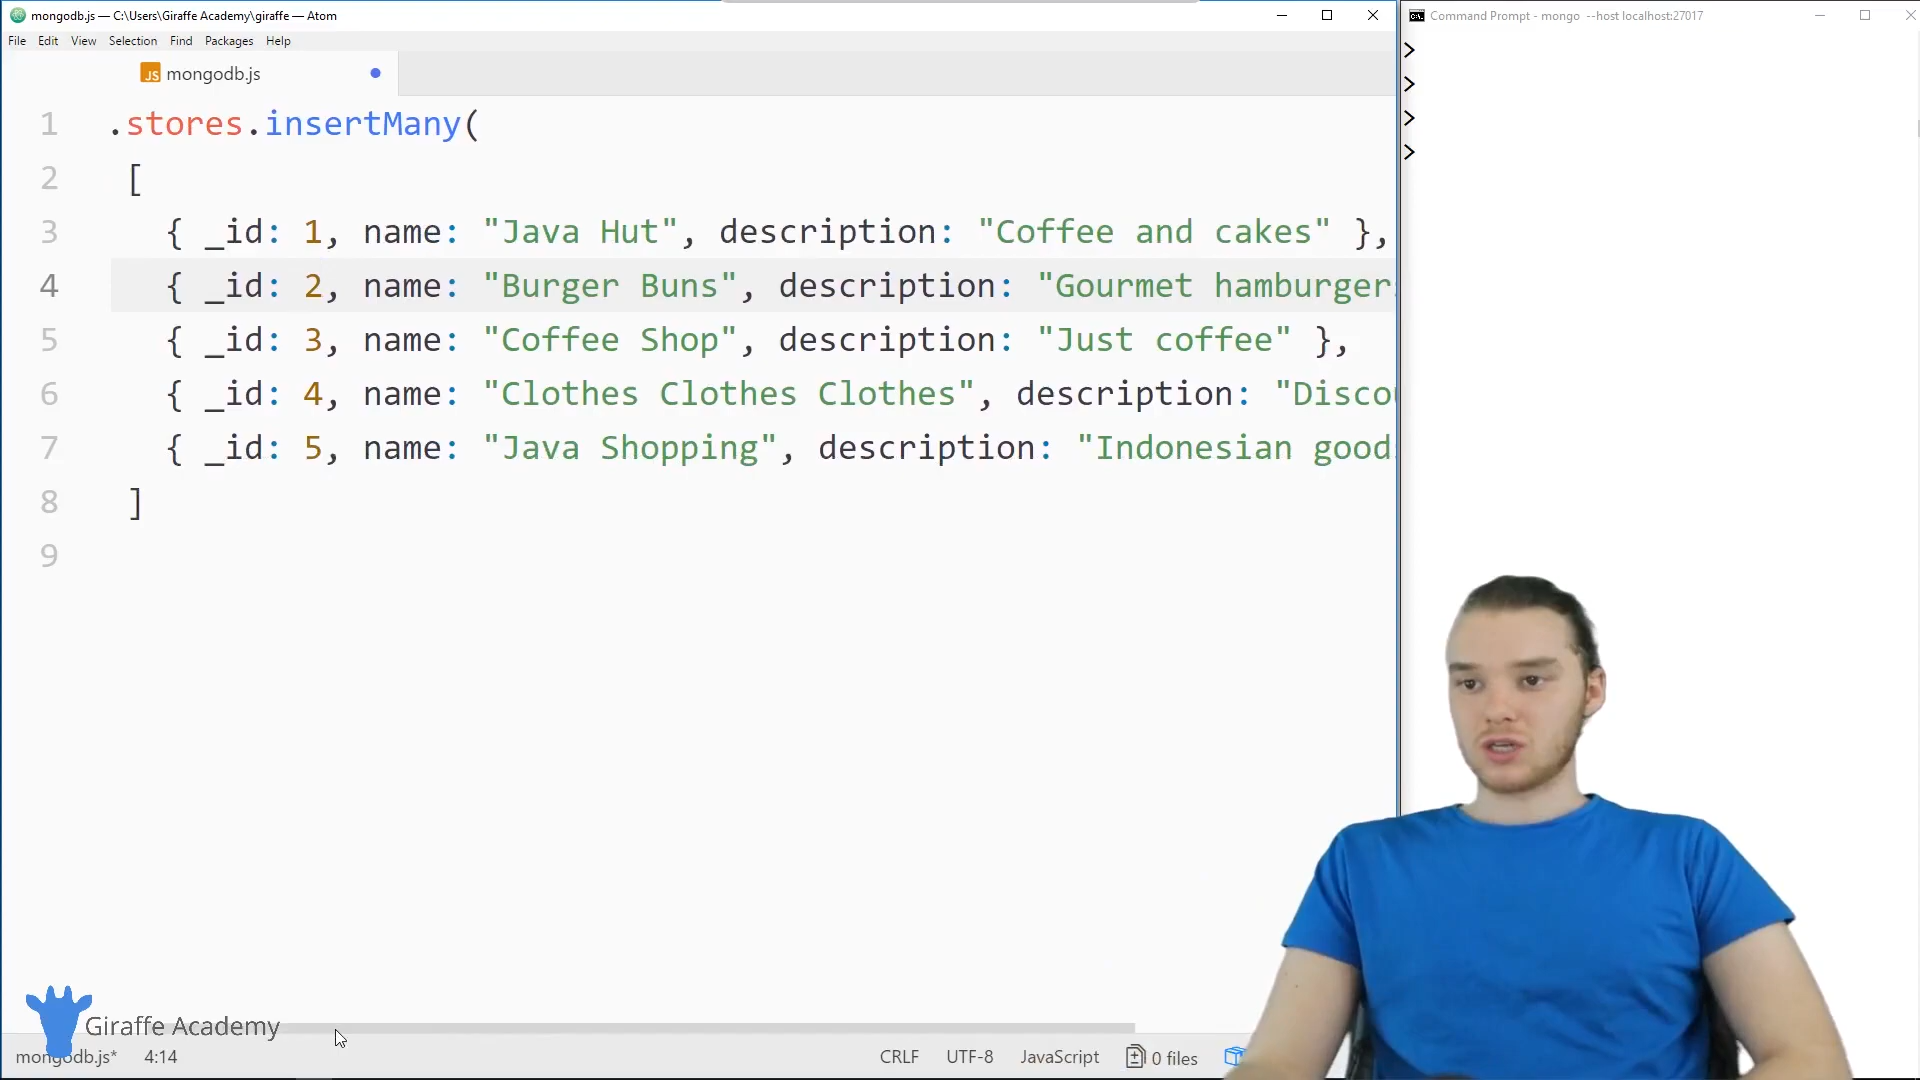 mongodb.js — C:\Users\Giraffe Academy\giraffe — Atom
File Edit View Selection Find Packages Help
JS mongodb.js
1 .stores.insertMany(
2 [
3 { _id: 1, name: "Java Hut", description: "Coffee and cakes" },
4 { _id: 2, name: "Burger Buns", description: "Gourmet hamburgers
5 { _id: 3, name: "Coffee Shop", description: "Just coffee" },
6 { _id: 4, name: "Clothes Clothes Clothes", description: "Discou
7 { _id: 5, name: "Java Shopping", description: "Indonesian goods
8 ]
9
Giraffe Academy
mongodb.js* 4:14 CRLF UTF-8 JavaScript 0 files
Command Prompt - mongo --host localhost:27017
>
>
>
>